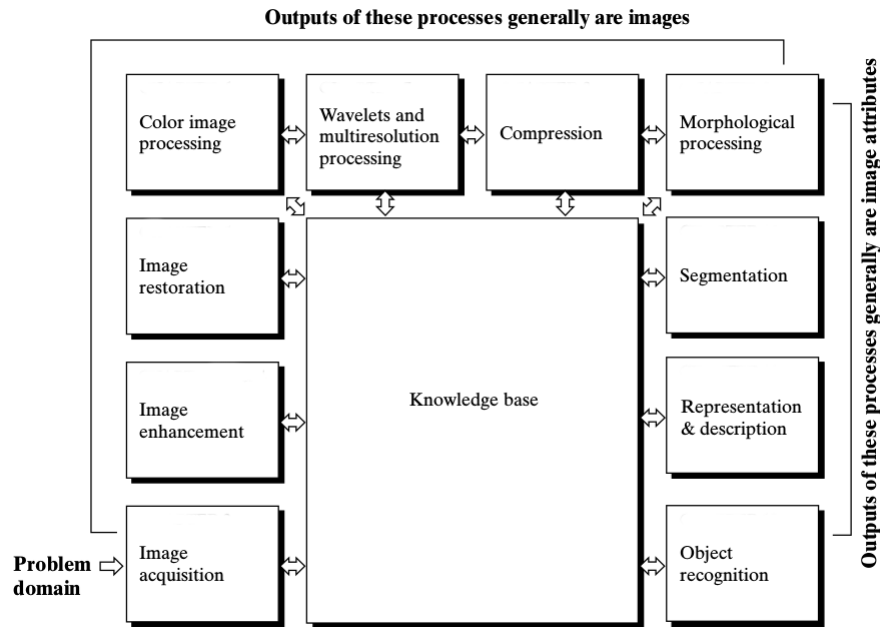 Outputs of these processes generally are images
Color image
processing
Wavelets and
multiresolution
processing
Compression
Morphological
processing
Image
restoration
Segmentation
Image
enhancement
Knowledge base
Representation
& description
Problem
domain
Image
acquisition
Object
recognition
Outputs of these processes generally are image attributes